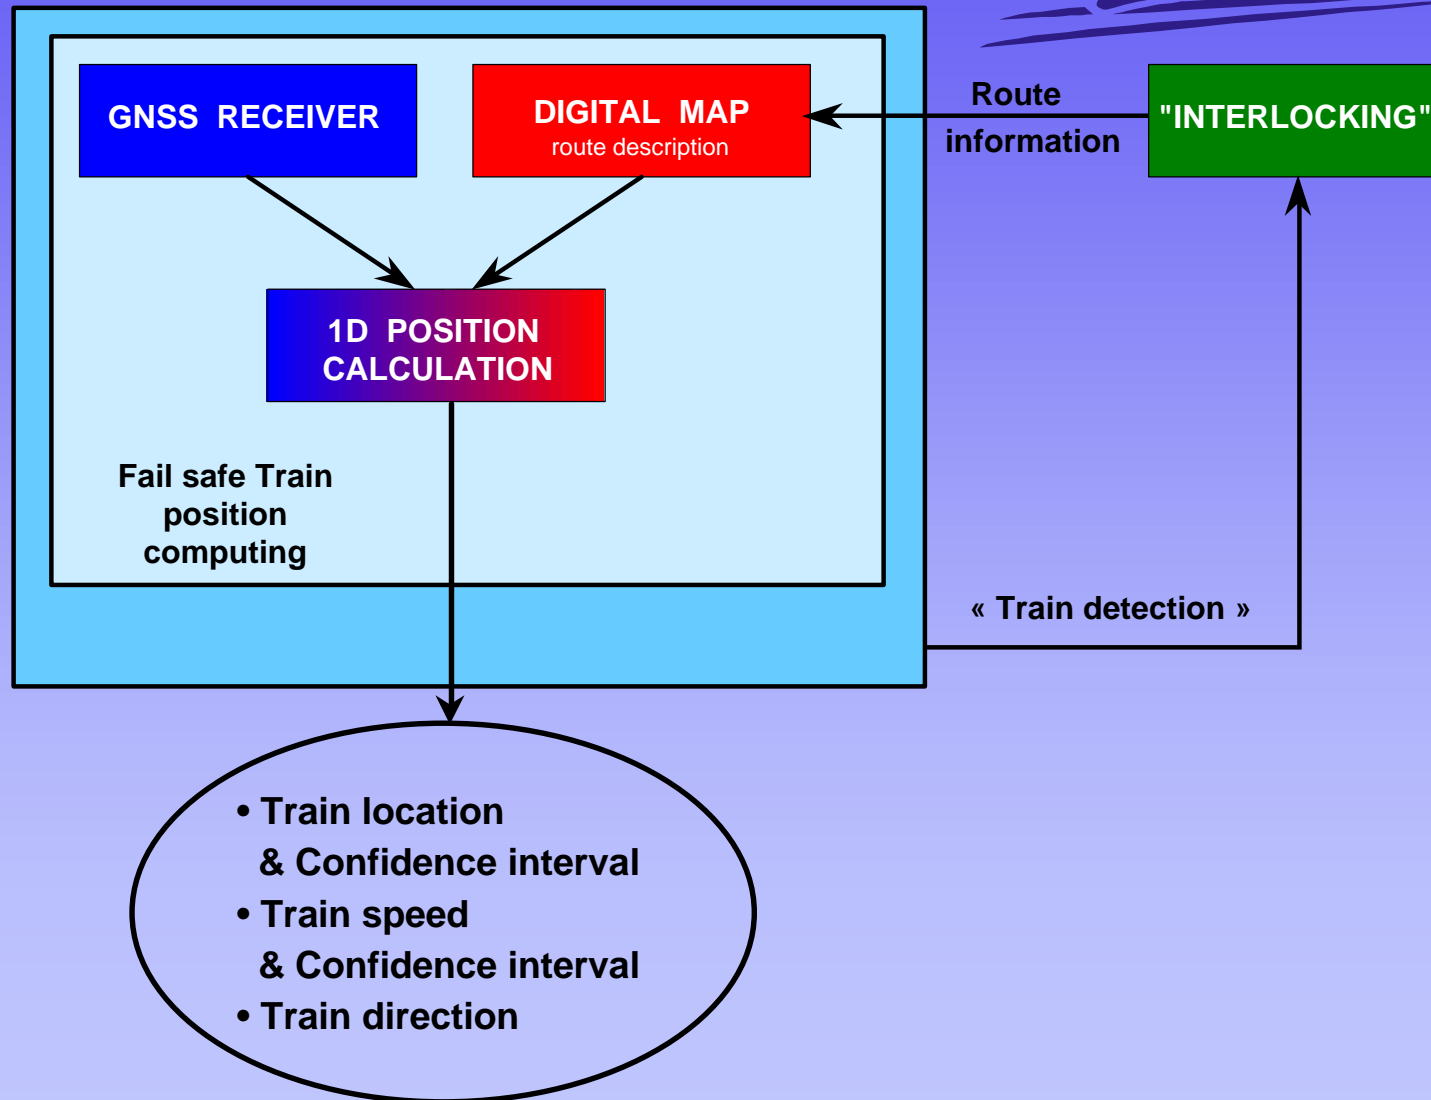 GNSS RECEIVER
DIGITAL MAP
route description
Route
information
"INTERLOCKING"
1D POSITION
CALCULATION
Fail safe Train
position
computing
« Train detection »
• Train location
& Confidence interval
• Train speed
& Confidence interval
• Train direction